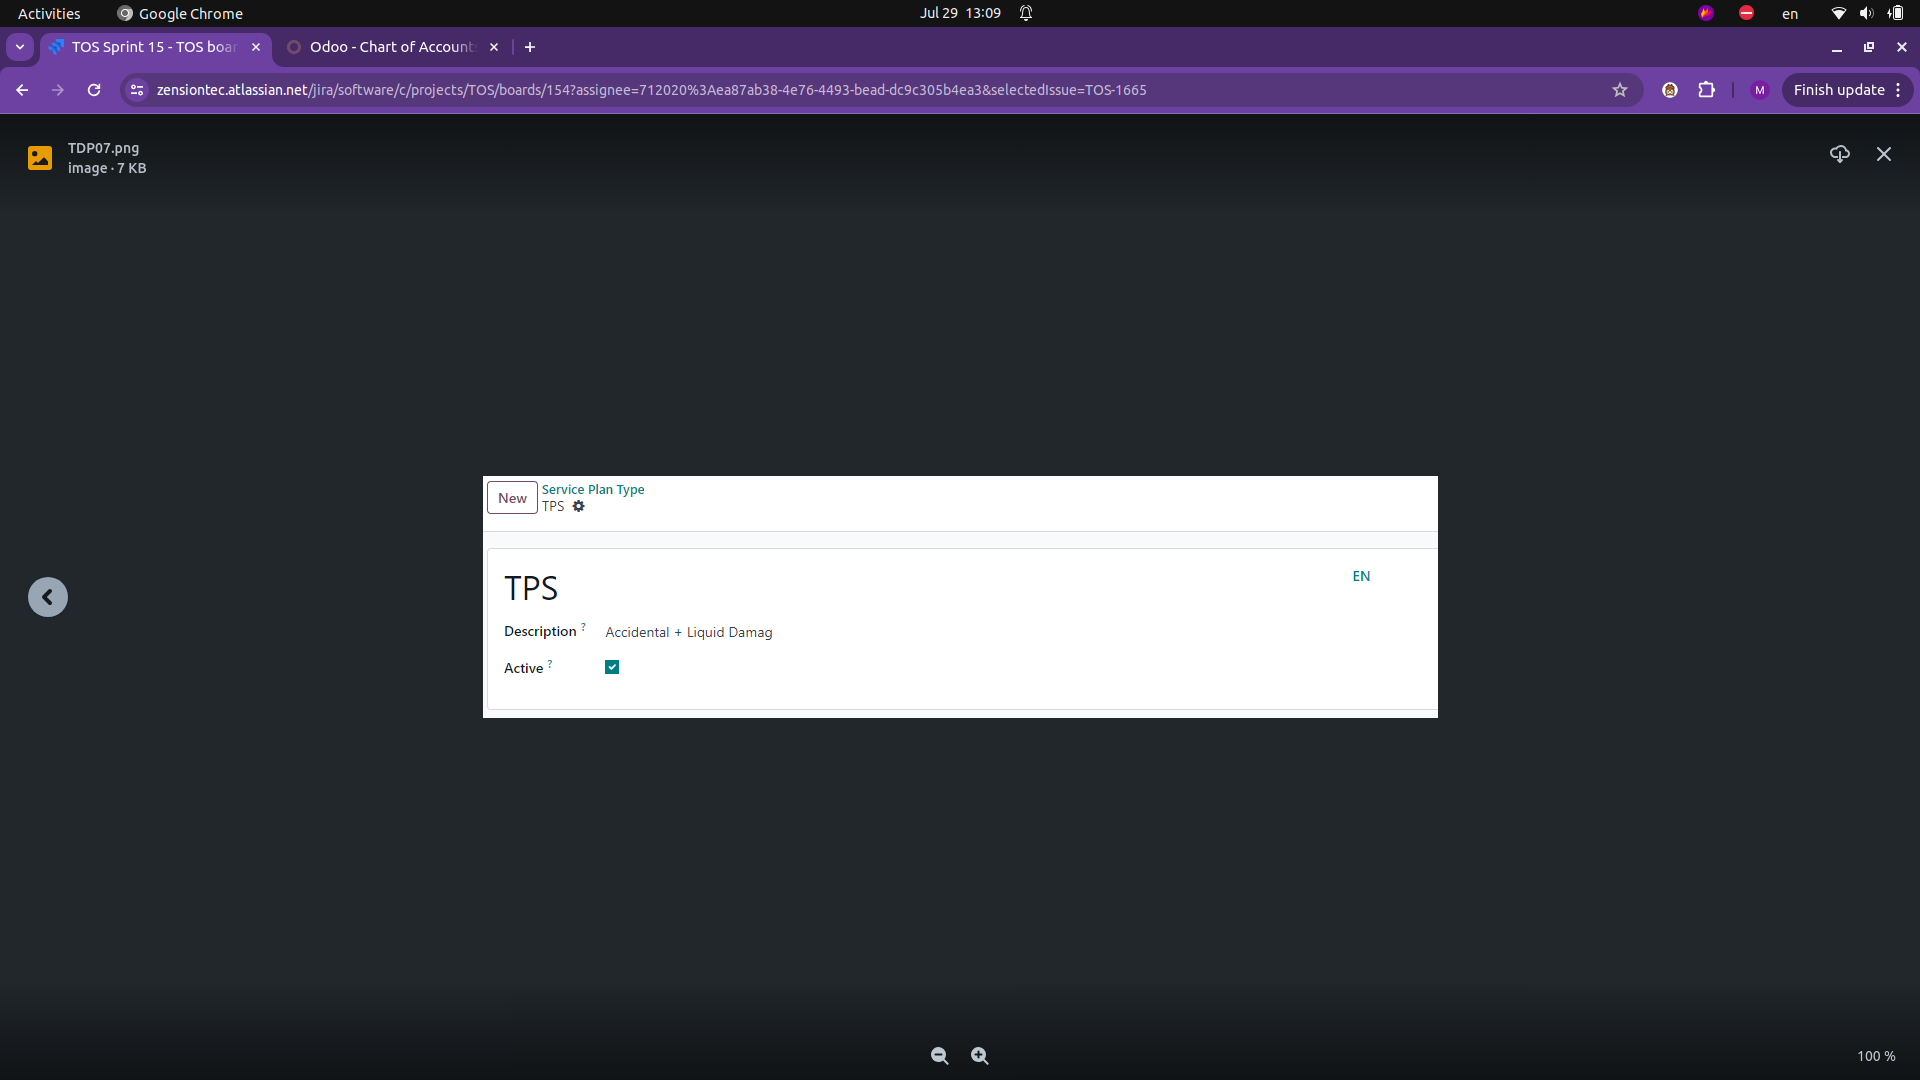 Activities
Google Chrome
Jul 29 13:09
en
TOS Sprint 15 - TOS boar
Odoo - Chart of Account
zensiontec.atlassian.net/jira/software/c/projects/TOS/boards/154?assignee=712020%3Aea87ab38-4e76-4493-bead-dc9c305b4ea3&selectedIssue=TOS-1665
M
Finish update
TDP07.png
image · 7 KB
New
Service Plan Type
TPS
TPS
EN
Description ?
Accidental + Liquid Damag
Active ?
100 %